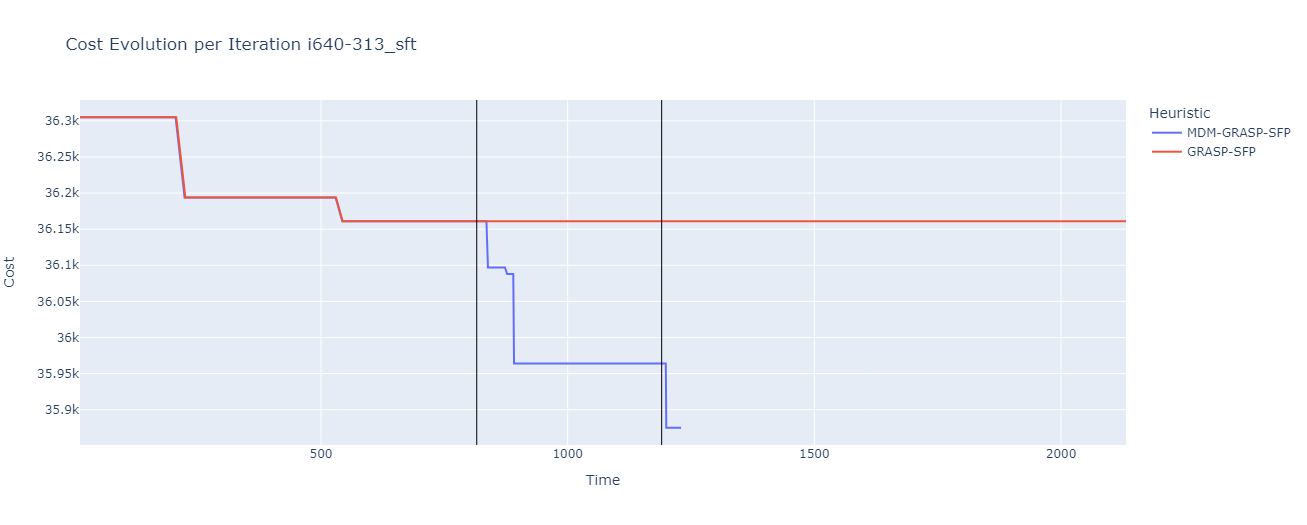 Cost Evolution per Iteration i640-313_sft
Heuristic
MDM-GRASP-SFP
GRASP-SFP
36.3k
36.25k
36.2k
36.15k
36.1k
36.05k
36k
35.95k
35.9k
Cost
500
1000
1500
2000
Time